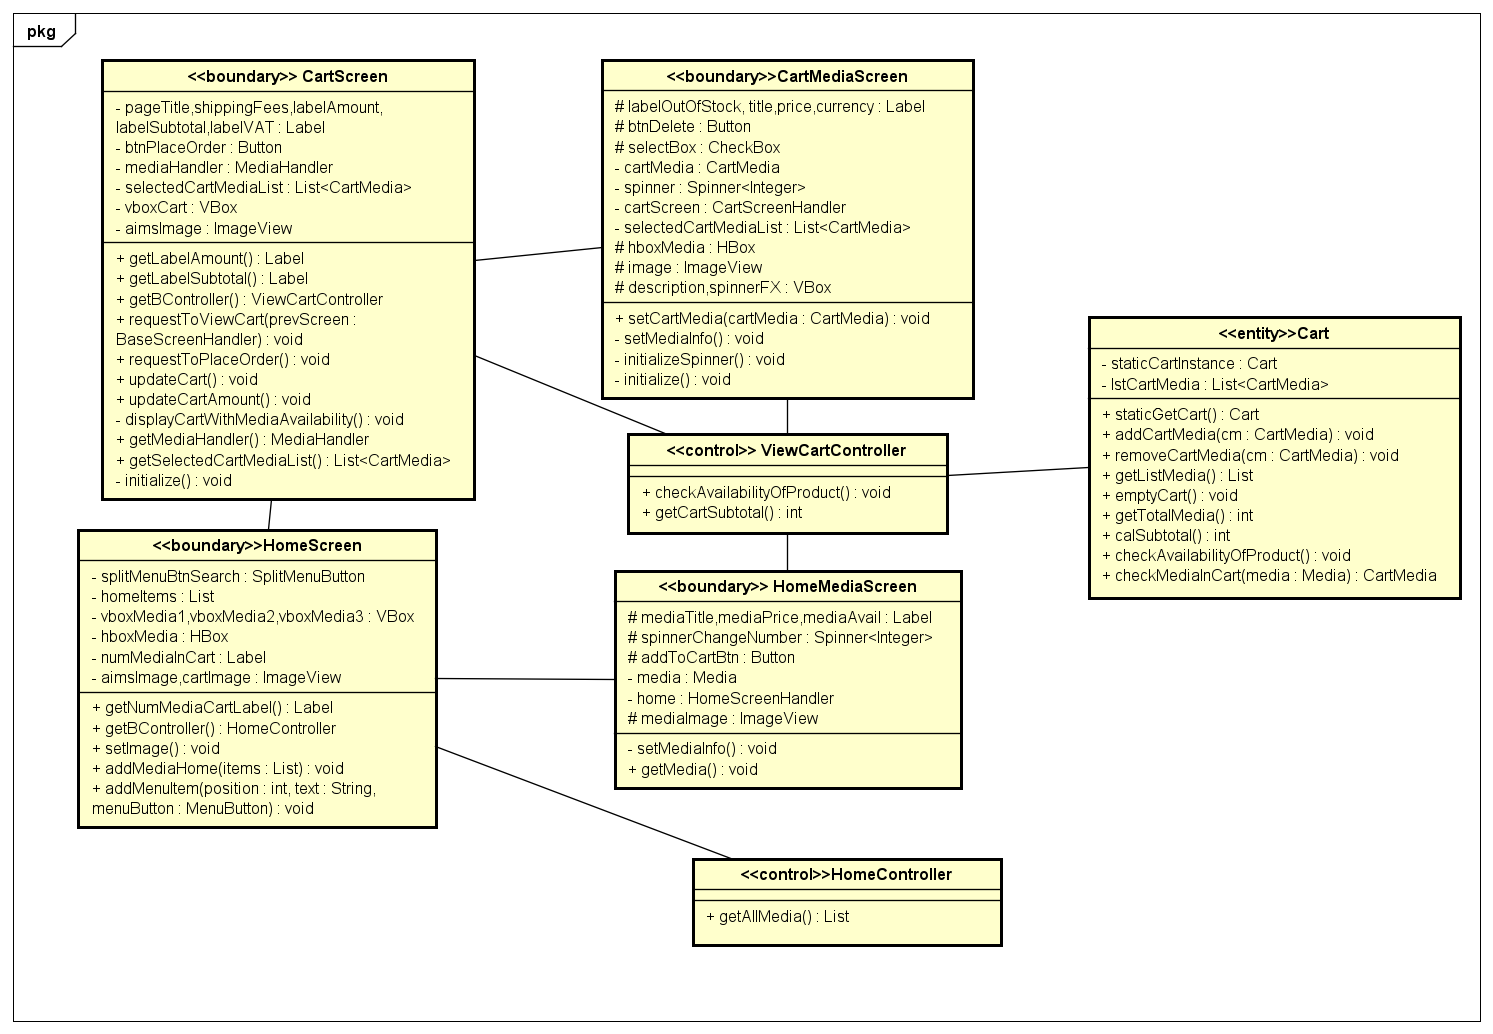 pkg
<<boundary>> CartScreen
- pageTitle,shippingFees,labelAmount,
labelSubtotal,labelVAT : Label
- btnPlaceOrder : Button
- mediaHandler : MediaHandler
- selectedCartMediaList : List<CartMedia>
- vboxCart : VBox
- aimsImage : ImageView
+ getLabelAmount() : Label
+ getLabelSubtotal() : Label
+ getBController() : ViewCartController
+ requestToViewCart(prevScreen :
BaseScreenHandler) : void
+ requestToPlaceOrder() : void
+ updateCart() : void
+ updateCartAmount() : void
- displayCartWithMediaAvailability() : void
+ getMediaHandler() : MediaHandler
+ getSelectedCartMediaList() : List<CartMedia>
- initialize() : void
<<boundary>>CartMediaScreen
# labelOutOfStock, title,price,currency : Label
# btnDelete : Button
# selectBox : CheckBox
- cartMedia : CartMedia
- spinner : Spinner<Integer>
- cartScreen : CartScreenHandler
- selectedCartMediaList : List<CartMedia>
# hboxMedia : HBox
# image : ImageView
# description,spinnerFX : VBox
+ setCartMedia(cartMedia : CartMedia) : void
- setMediaInfo() : void
- initializeSpinner() : void
- initialize() : void
<<entity>>Cart
- staticCartInstance : Cart
- lstCartMedia : List<CartMedia>
+ staticGetCart() : Cart
+ addCartMedia(cm : CartMedia) : void
+ removeCartMedia(cm : CartMedia) : void
+ getListMedia() : List
+ emptyCart() : void
+ getTotalMedia() : int
+ calSubtotal() : int
+ checkAvailabilityOfProduct() : void
+ checkMediaInCart(media : Media) : CartMedia
<<control>> ViewCartController
+ checkAvailabilityOfProduct() : void
+ getCartSubtotal() : int
<<boundary>>HomeScreen
- splitMenuBtnSearch : SplitMenuButton
- homeItems : List
- vboxMedia1,vboxMedia2,vboxMedia3 : VBox
- hboxMedia : HBox
- numMediaInCart : Label
- aimsImage,cartImage : ImageView
+ getNumMediaCartLabel() : Label
+ getBController() : HomeController
+ setImage() : void
+ addMediaHome(items : List) : void
+ addMenuItem(position : int, text : String,
menuButton : MenuButton) : void
<<boundary>> HomeMediaScreen
# mediaTitle,mediaPrice,mediaAvail : Label
# spinnerChangeNumber : Spinner<Integer>
# addToCartBtn : Button
- media : Media
- home : HomeScreenHandler
# mediaImage : ImageView
- setMediaInfo() : void
+ getMedia() : void
<<control>>HomeController
+ getAllMedia() : List